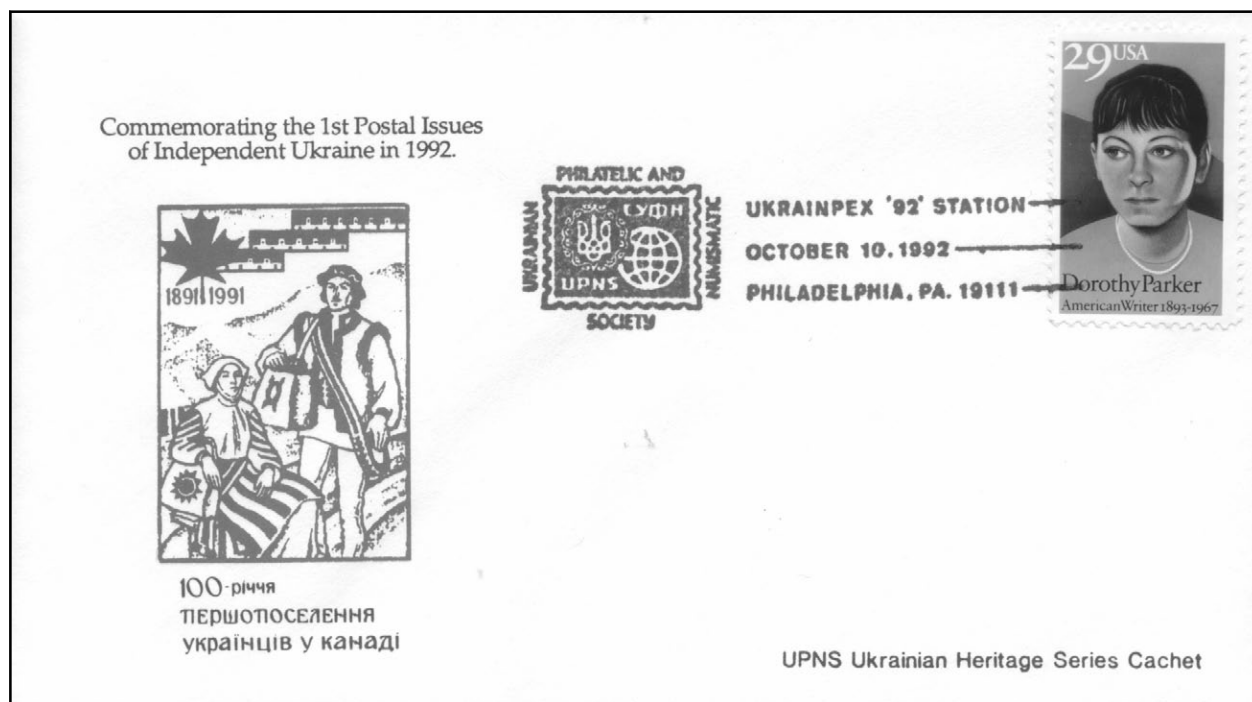 Commemorating the 1st Postal Issues
of Independent Ukraine in 1992.
1891 1991
100-річчя
першопоселення
українців у канаді
PHILATELIC AND
UKRAINIAN
NUMISMATIC
СУФН
UPNS
SOCIETY
UKRAINPEX '92' STATION
OCTOBER 10.1992
PHILADELPHIA, PA. 19111
29 USA
Dorothy Parker
American Writer 1893-1967
UPNS Ukrainian Heritage Series Cachet